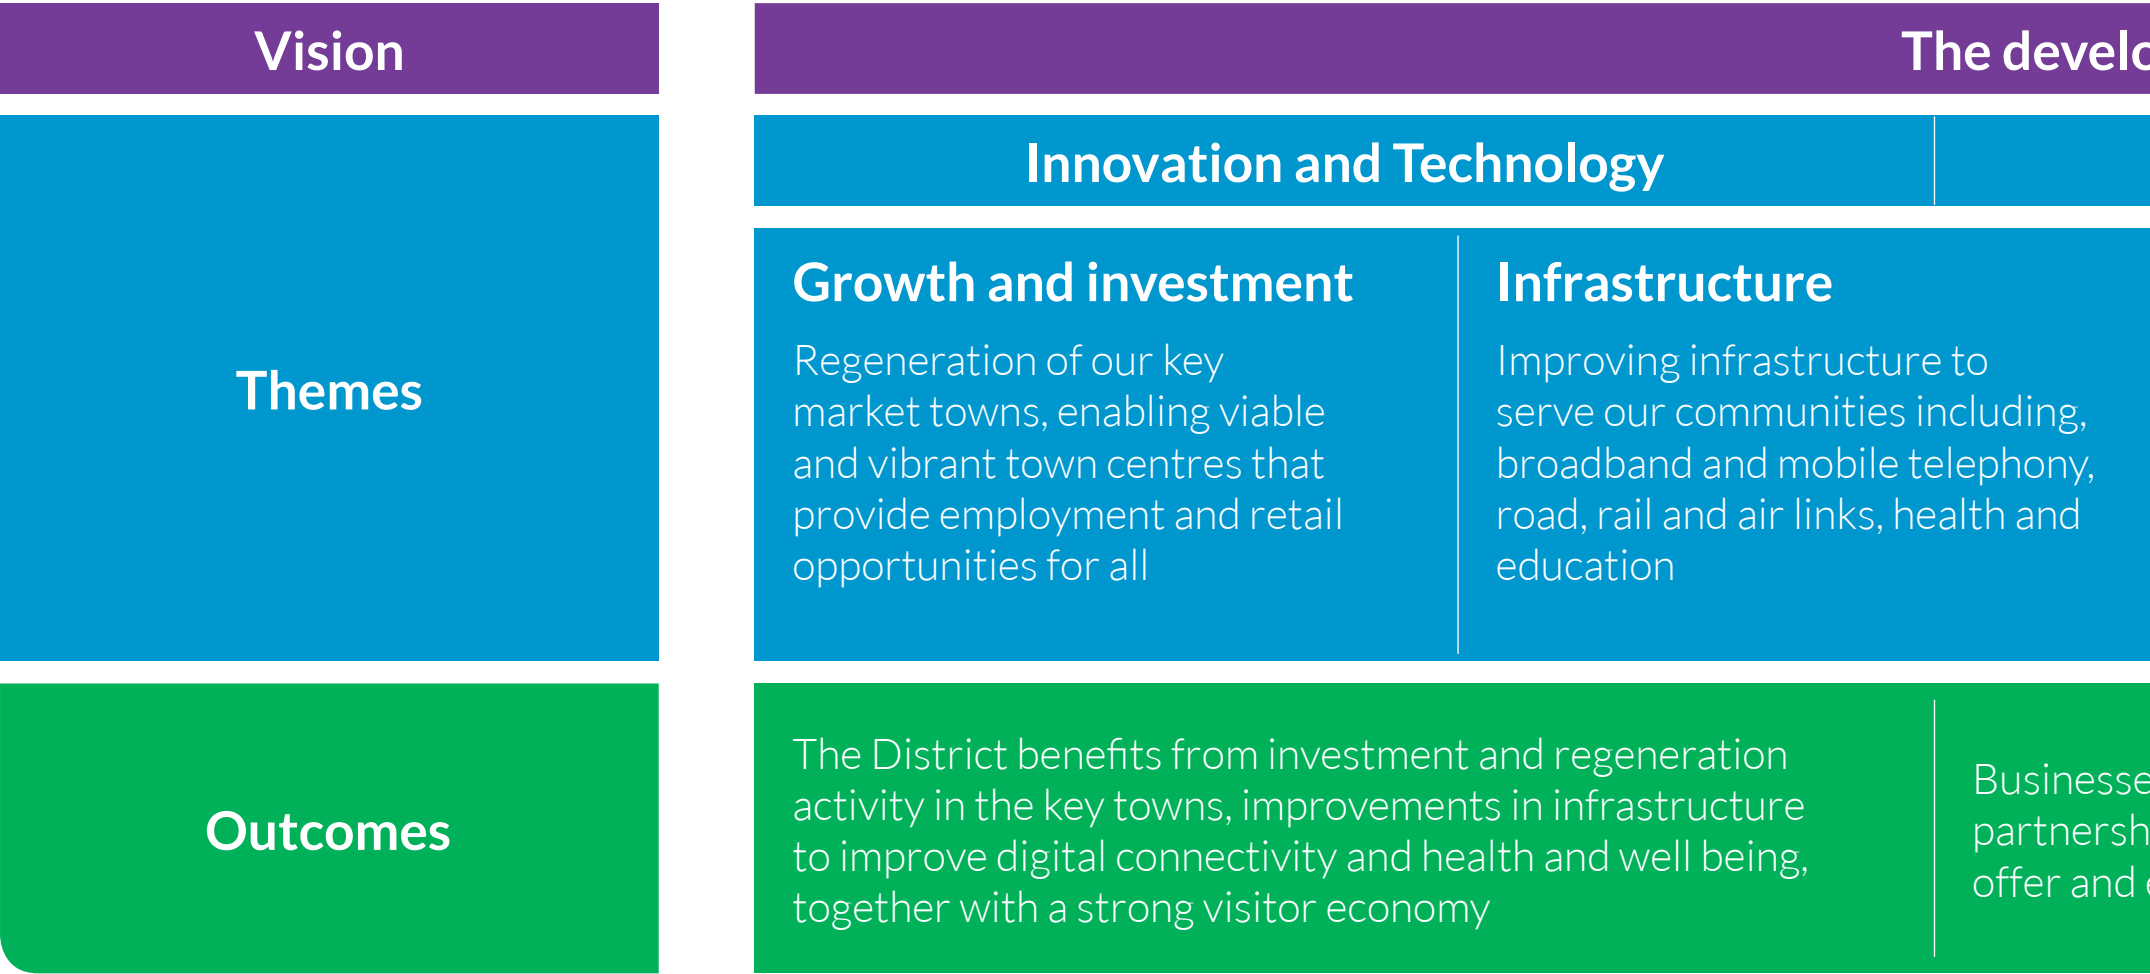 Vision
The
Innovation and Technology
Themes
Growth and investment
Regeneration of our key
market towns, enabling viable
and vibrant town centres that
provide employment and retail
opportunities for all
Infrastructure
Improving infrastructure to
serve our communities including,
broadband and mobile telephony,
road, rail and air links, health and
education
Outcomes
The District benefits from investment and regeneration
activity in the key towns, improvements in infrastructure
to improve digital connectivity and health and well being,
together with a strong visitor economy
offer and